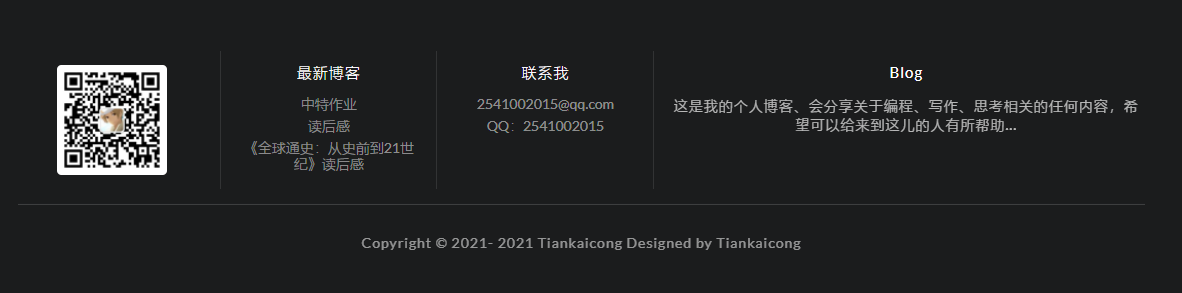 最新博客
中特作业
读后感
《全球通史：从史前到21世
纪》读后感
联系我
2541002015@qq.com
QQ：2541002015
Blog
这是我的个人博客、会分享关于编程、写作、思考相关的任何内容，希
望可以给来到这儿的人有所帮助...
Copyright © 2021- 2021 Tiankaicong Designed by Tiankaicong